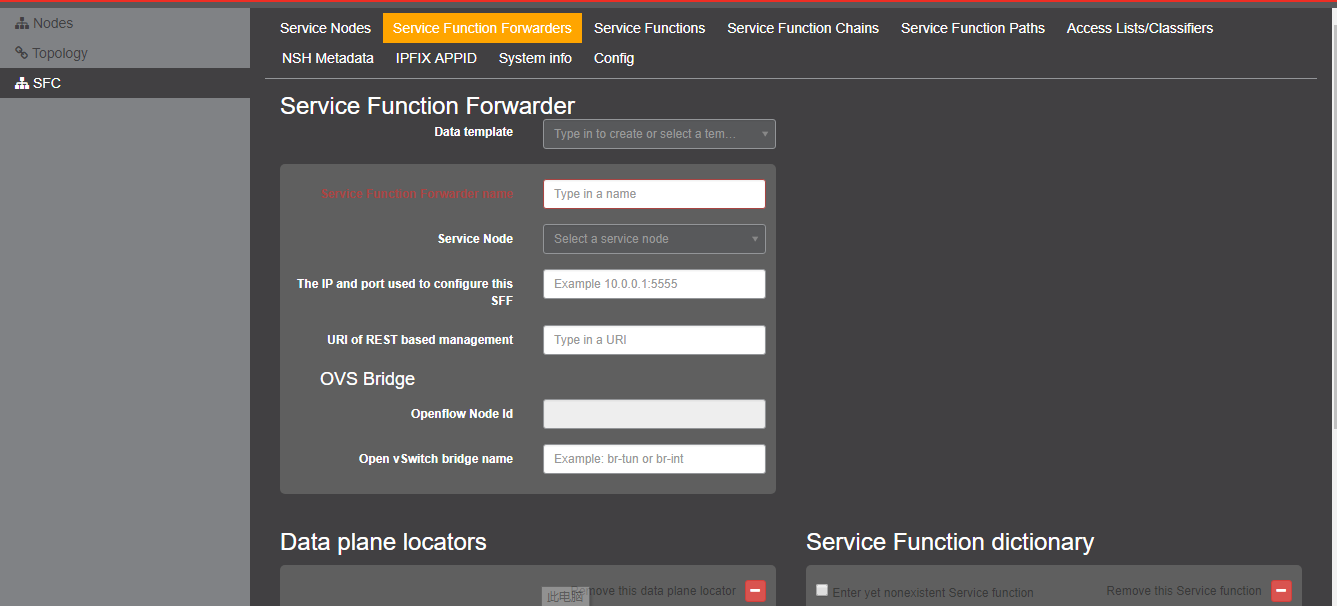 Nodes
Topology
SFC
Service Nodes
Service Function Forwarders
Service Functions
Service Function Chains
Service Function Paths
Access Lists/Classifiers
NSH Metadata
IPFIX APPID
System info
Config
Service Function Forwarder
Data template
Type in to create or select a tem…
Service Function Forwarder name
Type in a name
Service Node
Select a service node
The IP and port used to configure this
SFF
Example 10.0.0.1:5555
URI of REST based management
Type in a URI
OVS Bridge
Openflow Node Id
Open vSwitch bridge name
Example: br-tun or br-int
Data plane locators
此电脑
move this data plane locator
Service Function dictionary
Enter yet nonexistent Service function
Remove this Service function